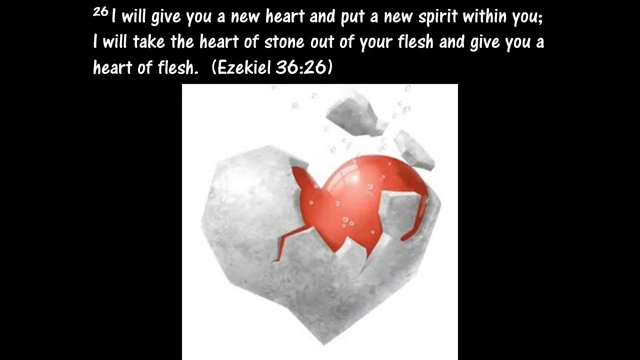 26 I will give you a new heart and put a new spirit within you;
I will take the heart of stone out of your flesh and give you a
heart of flesh. (Ezekiel 36:26)